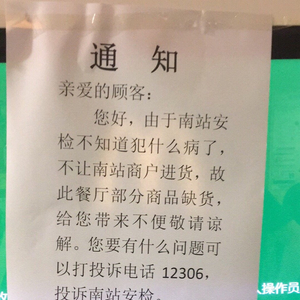 通 知
亲爱的顾客：
您好，由于南站安
检不知道犯什么病了，
不让南站商户进货，故
此餐厅部分商品缺货，
给您带来不便敬请谅
解。您要有什么问题可
以打投诉电话 12306，
投诉南站安检。
操作员